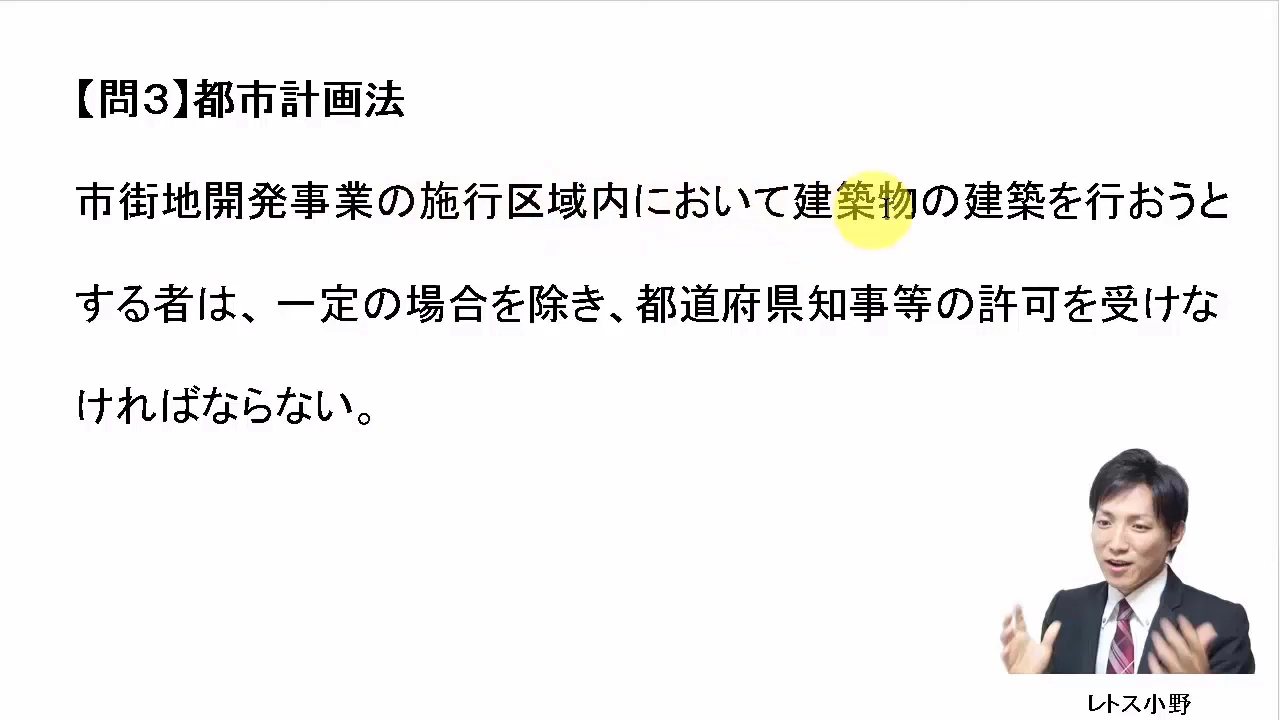 【問３】都市計画法
市街地開発事業の施行区域内において建築物の建築を行おうと
する者は、一定の場合を除き、都道府県知事等の許可を受けな
ければならない。
レトス小野